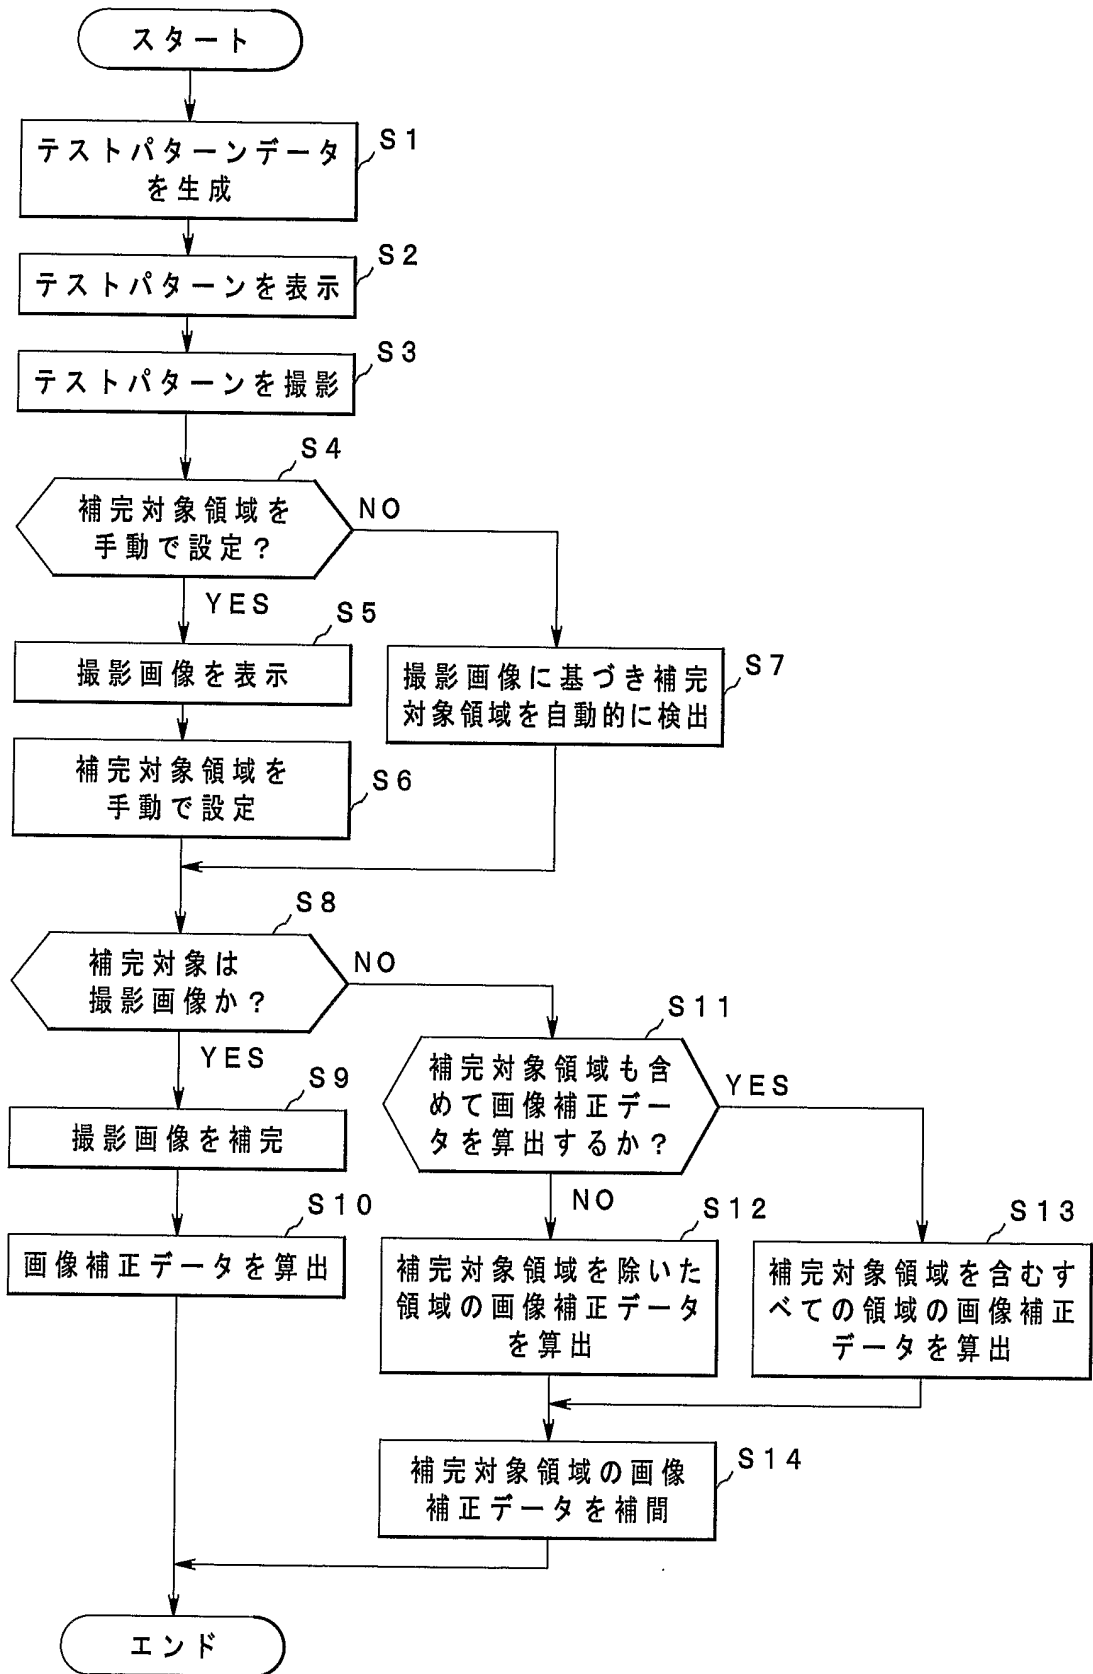 スタート
S1
テストパターンデータ
を生成
S2
テストパターンを表示
S3
テストパターンを撮影
S4
補完対象領域を
手動で設定?
NO
YES
S5
撮影画像を表示
S7
撮影画像に基づき補完
対象領域を自動的に検出
S6
補完対象領域を
手動で設定
S8
補完対象は
撮影画像か?
NO
YES
S11
補完対象領域も含
めて画像補正デー
タを算出するか?
YES
NO
S9
撮影画像を補完
S10
画像補正データを算出
S12
補完対象領域を除いた
領域の画像補正データ
を算出
S13
補完対象領域を含むす
べての領域の画像補正
データを算出
S14
補完対象領域の画像
補正データを補間
エンド